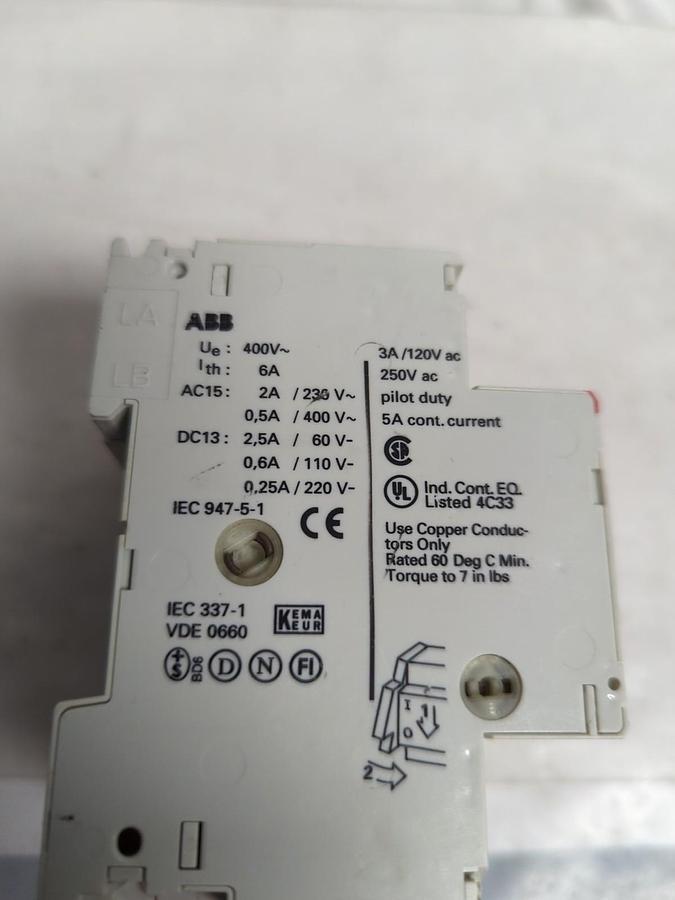 LA
LB
ABB
Ue : 400V~
Ith : 6A
AC15 : 2A / 230 V~
0,5A / 400 V~
DC13 : 2,5A / 60 V-
0,6A / 110 V-
0,25A / 220 V-
IEC 947-5-1
CE
IEC 337-1
VDE 0660
KEMA
KEUR
+S BD6 D N FI
3A /120V ac
250V ac
pilot duty
5A cont. current
UL
Ind. Cont. EQ.
Listed 4C33
Use Copper Conduc-
tors Only
Rated 60 Deg C Min.
Torque to 7 in lbs
I 1
O
2